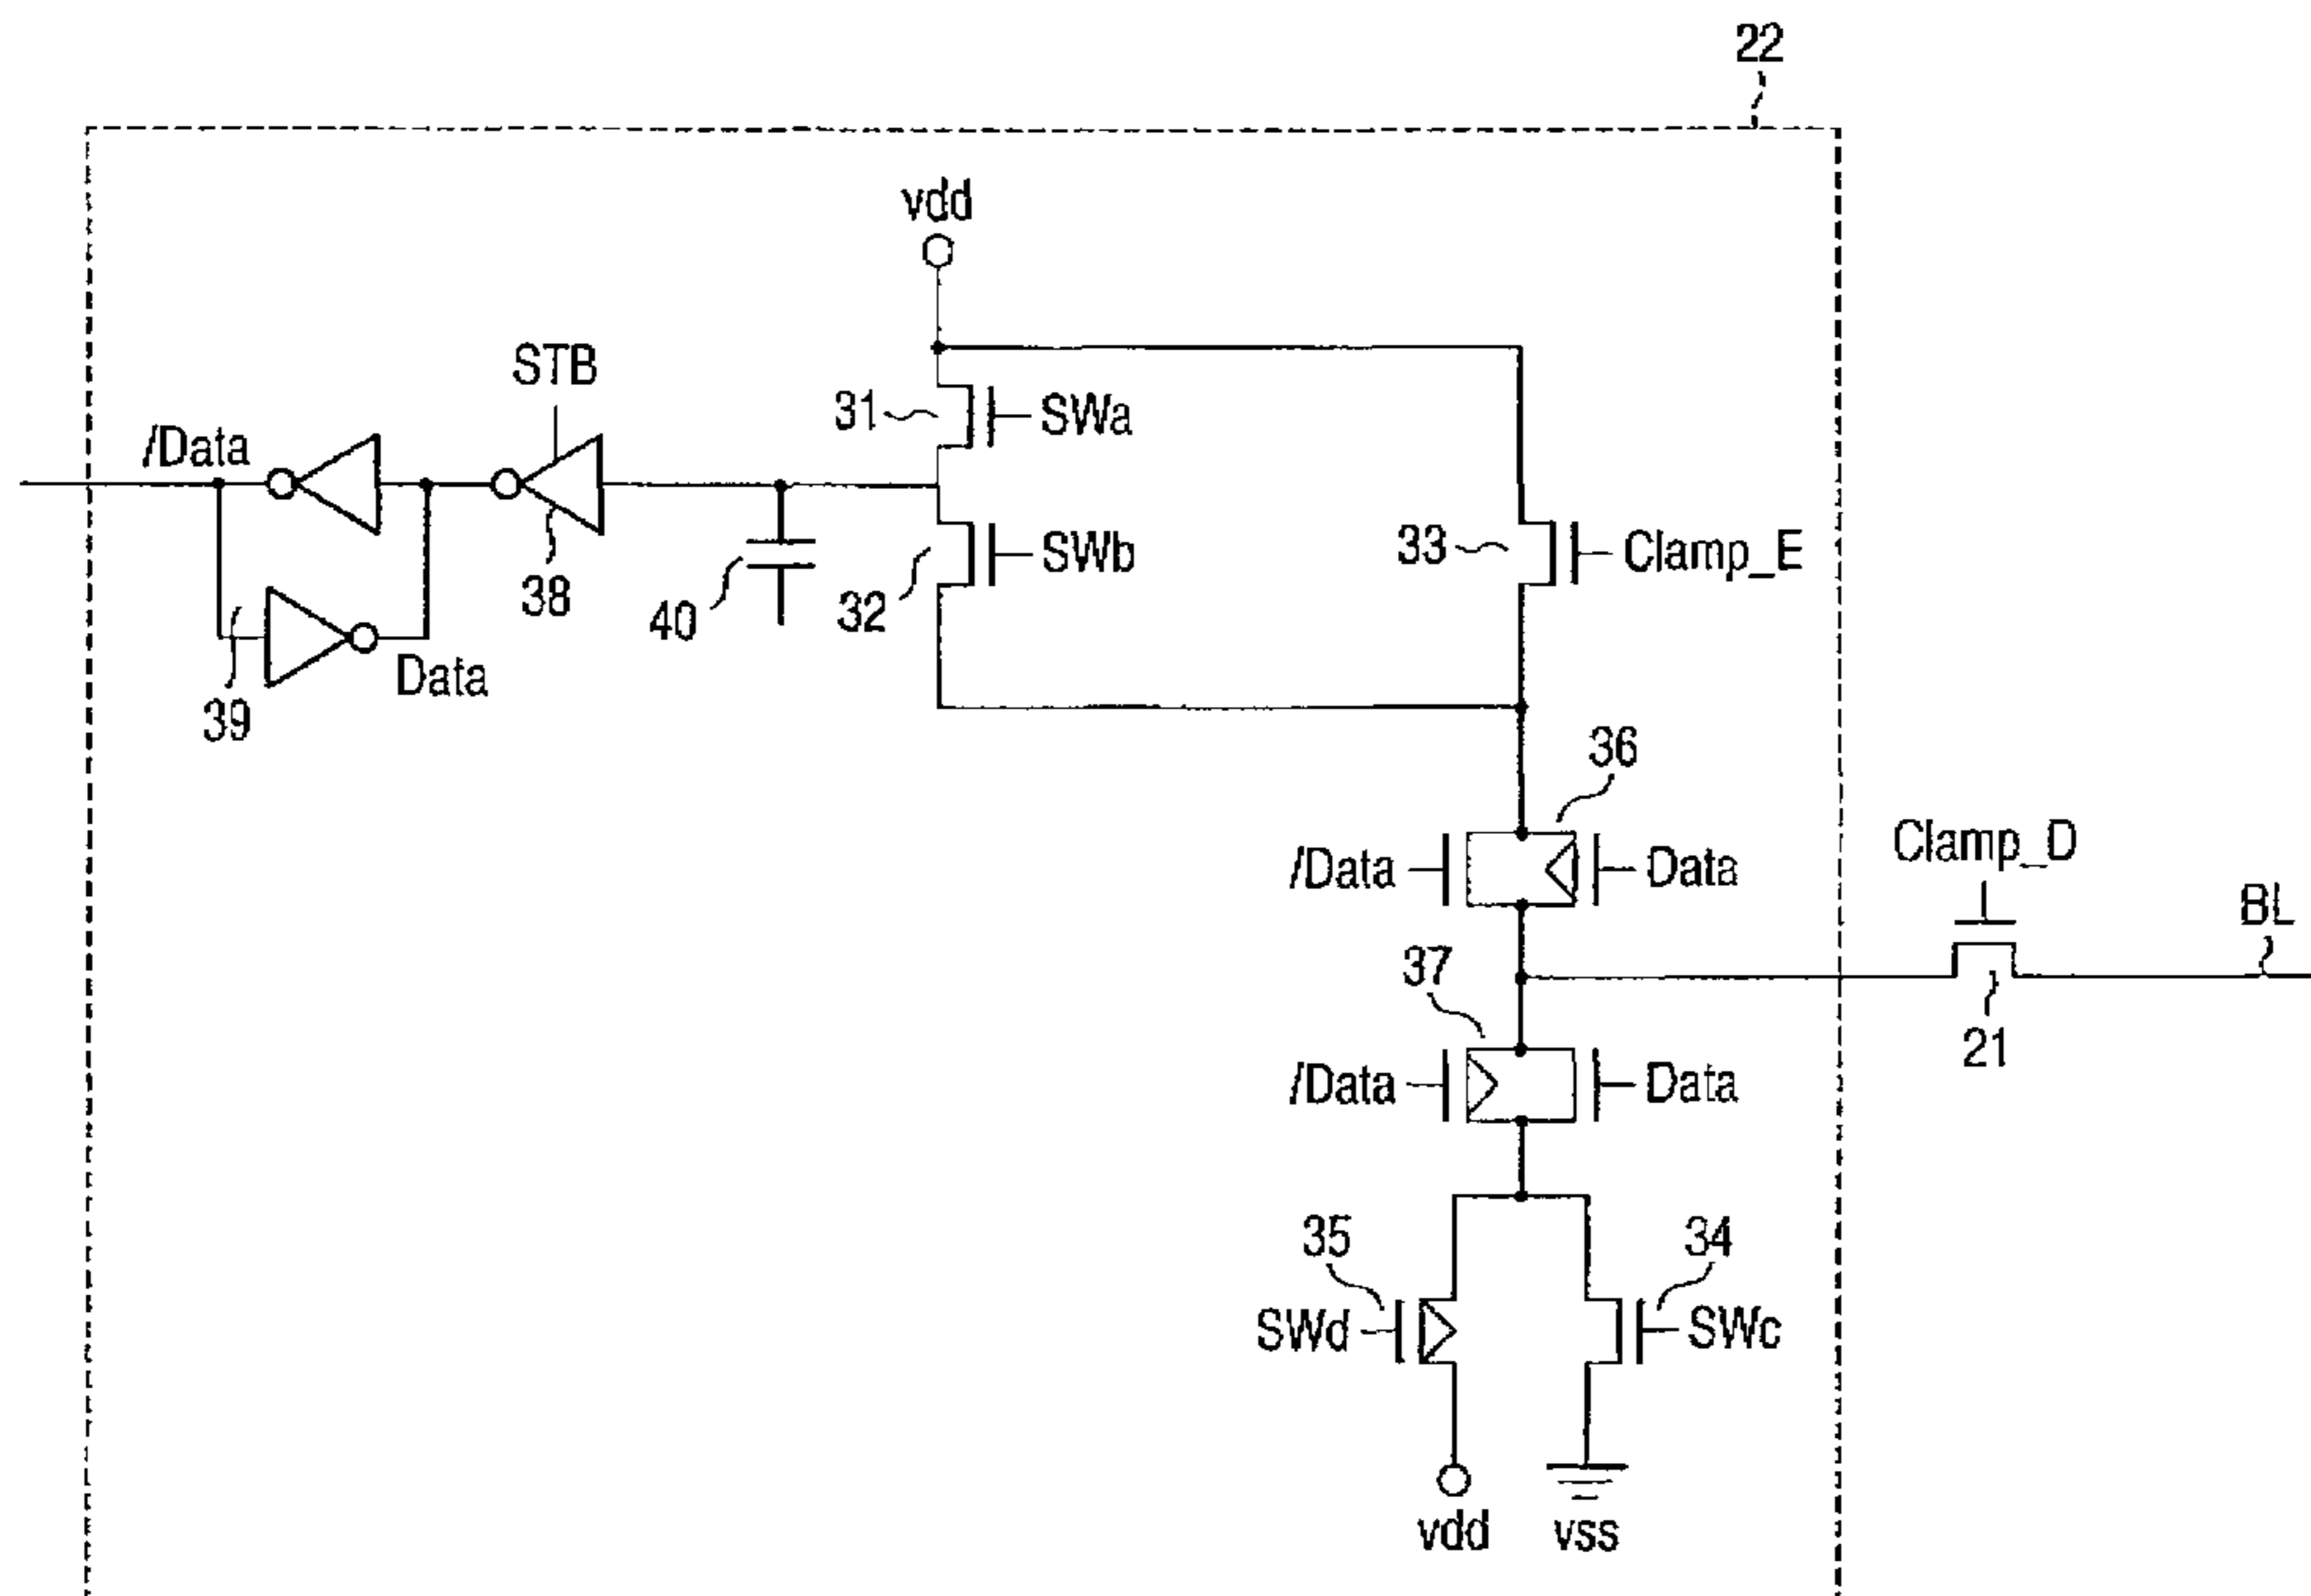 22
vdd
STB
/Data
31
SWa
38
40
32
SWb
33
Clamp_E
Data
39
36
/Data
Data
Clamp_D
BL
37
21
/Data
Data
35
34
SWd
SWc
vdd
vss